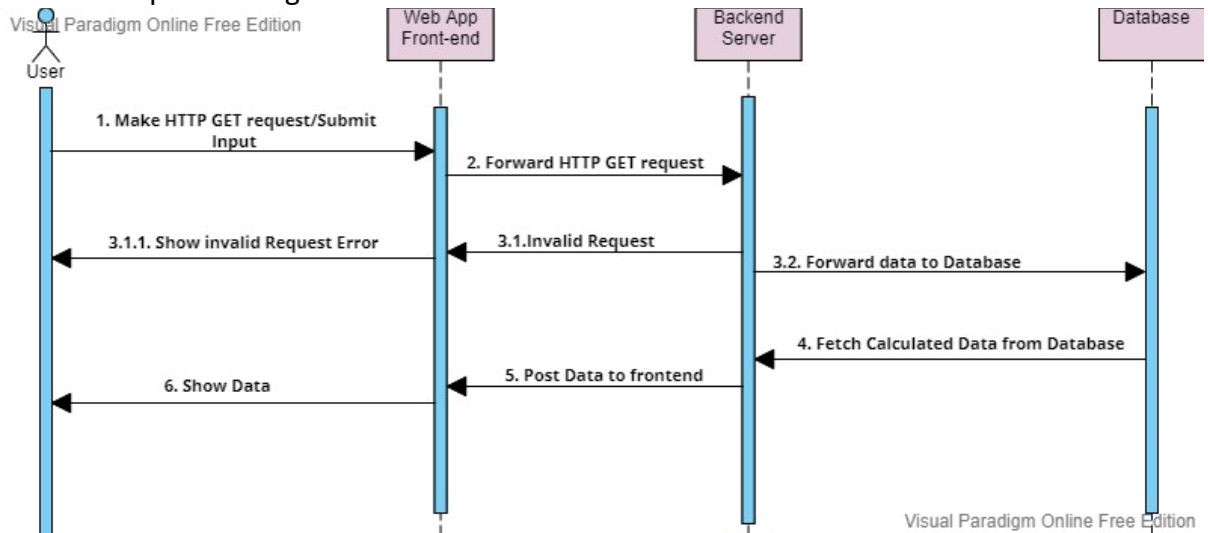 Visual Paradigm Online Free Edition
User
Web App
Front-end
Backend
Server
Database
1. Make HTTP GET request/Submit
Input
2. Forward HTTP GET request
3.1.1. Show invalid Request Error
3.1.Invalid Request
3.2. Forward data to Database
4. Fetch Calculated Data from Database
5. Post Data to frontend
6. Show Data
Visual Paradigm Online Free Edition